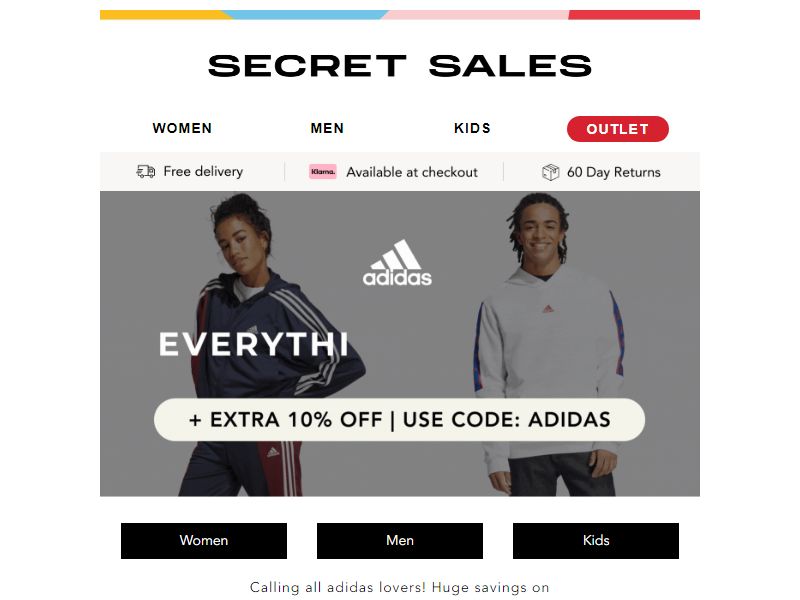 SECRET SALES
WOMEN MEN KIDS OUTLET
Free delivery Klarna. Available at checkout 60 Day Returns
adidas
EVERYTHI
+ EXTRA 10% OFF | USE CODE: ADIDAS
Women Men Kids
Calling all adidas lovers! Huge savings on